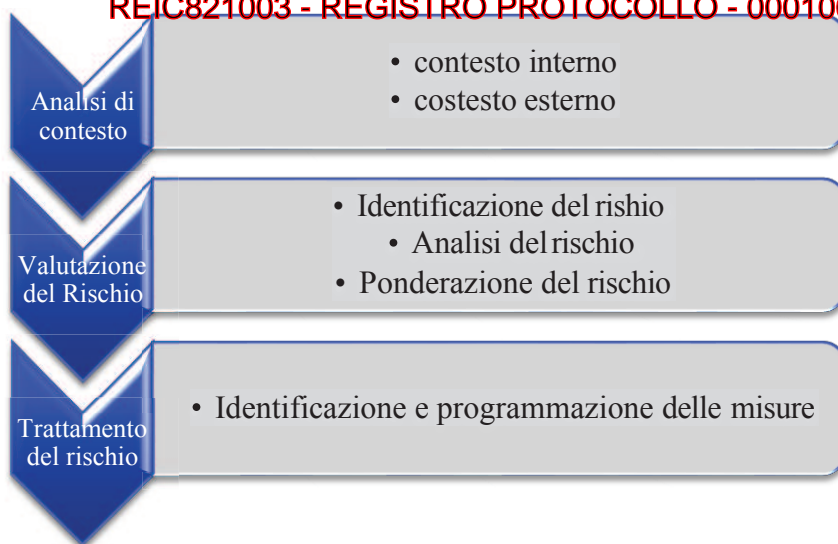 REIC821003 - REGISTRO PROTOCOLLO - 000100
Analisi di
contesto
• contesto interno
• costesto esterno
Valutazione
del Rischio
• Identificazione del rishio
• Analisi del rischio
• Ponderazione del rischio
Trattamento
del rischio
• Identificazione e programmazione delle misure